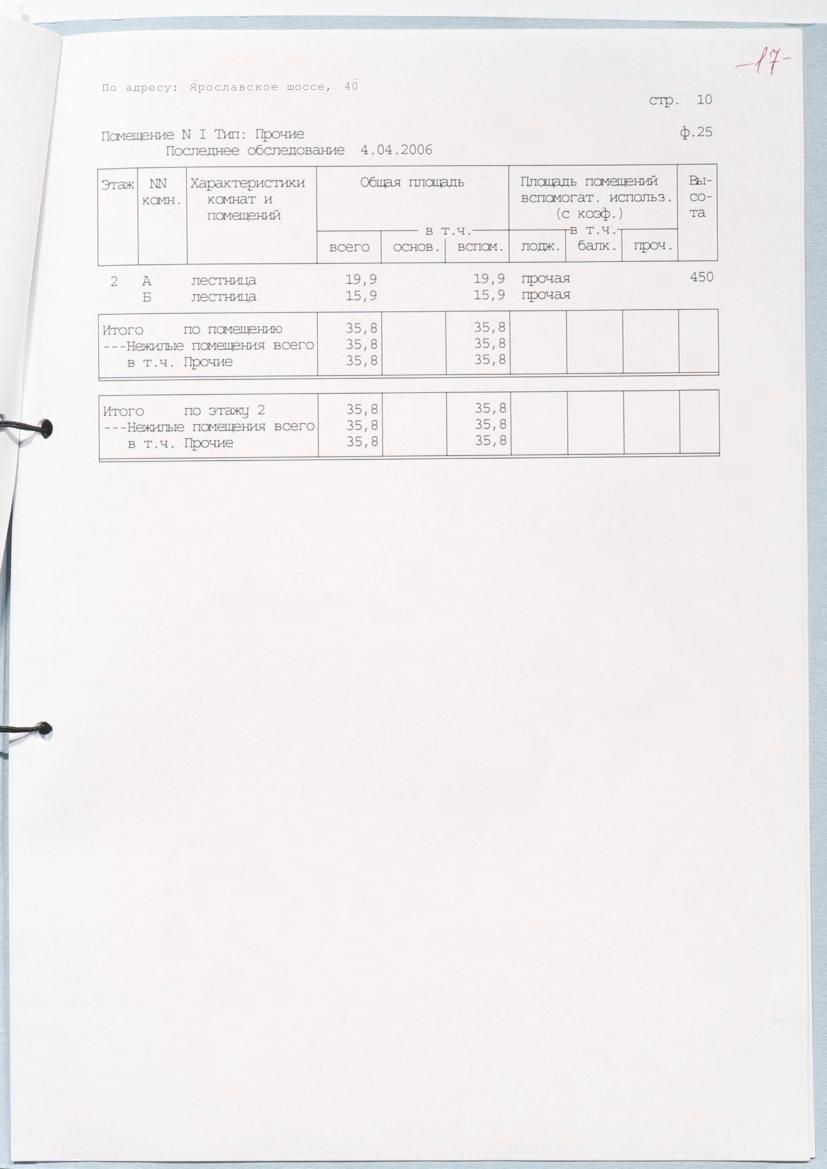 -17-
По адресу: Ярославское шоссе, 40
стр. 10
Помещение N I Тип: Прочие ф.25
Последнее обследование 4.04.2006
Этаж NN Характеристики Общая площадь Площадь помещений Вы-
комн. комнат и вспомогат. использ. со-
помещений (с коэф.) та
в т.ч. в т.ч.
всего основ. вспом. лодж. балк. проч.
2 А лестница 19,9 19,9 прочая 450
Б лестница 15,9 15,9 прочая
Итого по помещению 35,8 35,8
---Нежилые помещения всего 35,8 35,8
в т.ч. Прочие 35,8 35,8
Итого по этажу 2 35,8 35,8
---Нежилые помещения всего 35,8 35,8
в т.ч. Прочие 35,8 35,8